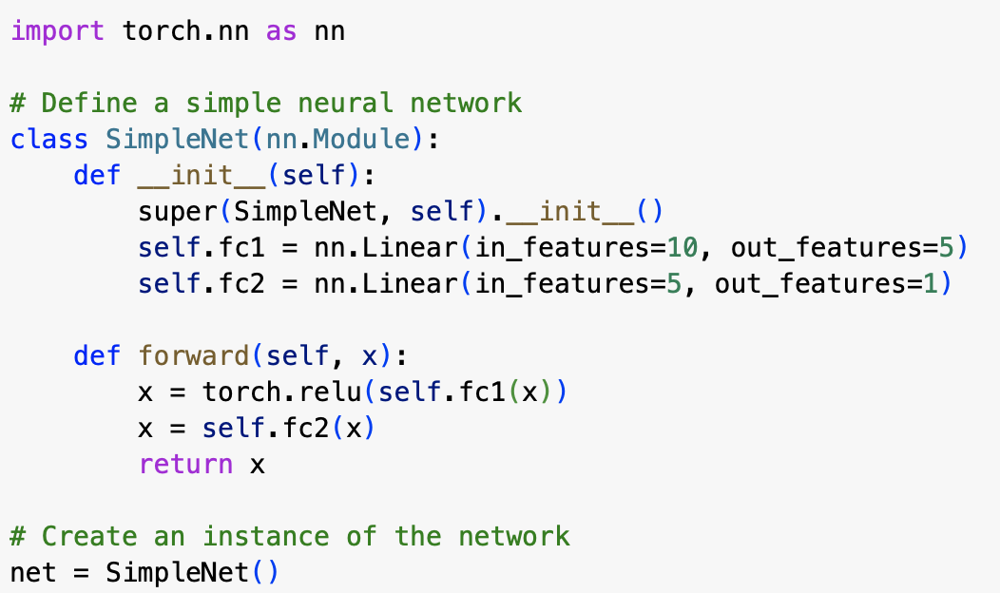 import torch.nn as nn

# Define a simple neural network
class SimpleNet(nn.Module):
    def __init__(self):
        super(SimpleNet, self).__init__()
        self.fc1 = nn.Linear(in_features=10, out_features=5)
        self.fc2 = nn.Linear(in_features=5, out_features=1)

    def forward(self, x):
        x = torch.relu(self.fc1(x))
        x = self.fc2(x)
        return x

# Create an instance of the network
net = SimpleNet()